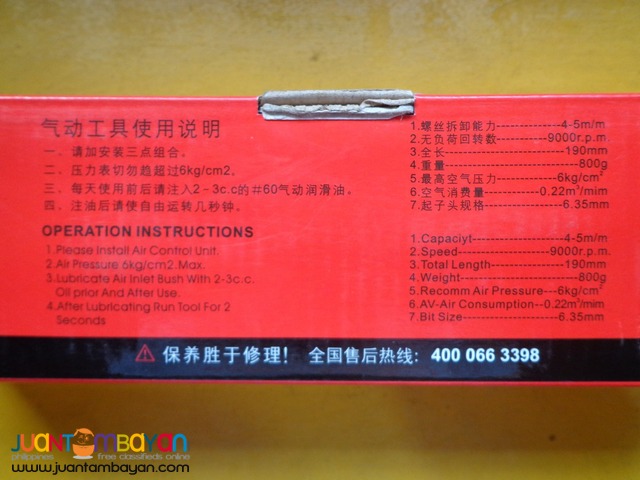 气动工具使用说明
一、请加安装三点组合。
二、压力表切勿趋超过6kg/cm2。
三、每天使用前后请注入2-3c.c的#60气动润滑油。
四、注油后请使自由运转几秒钟。
OPERATION INSTRUCTIONS
1.Please Install Air Control Unit.
2.Air Pressure 6kg/cm2.Max.
3.Lubricate Air Inlet Bush With 2-3c.c.
Oll prior And After Use.
4.After Lubricating Run Tool For 2
Seconds
1.螺丝拆卸能力-------------4-5m/m
2.无负荷回转数----------9000r.p.m.
3.全长-----------------------190mm
4.重量-------------------------800g
5.最高空气压力-----------6kg/cm²
6.空气消费量---------0.22m³/mim
7.起子头规格--------------6.35mm
1.Capaciyt-----------------4-5m/m
2.Speed-----------------9000r.p.m.
3.Total Length------------190mm
4.Weight---------------------800g
5.Recomm Air Pressure---6kg/cm²
6.AV-Air Consumption--0.22m³/mim
7.Bit Size-------------------6.35mm
保养胜于修理！ 全国售后热线：400 066 3398
JUANTAMBAYAN
philippines free classifieds online
www.juantambayan.com